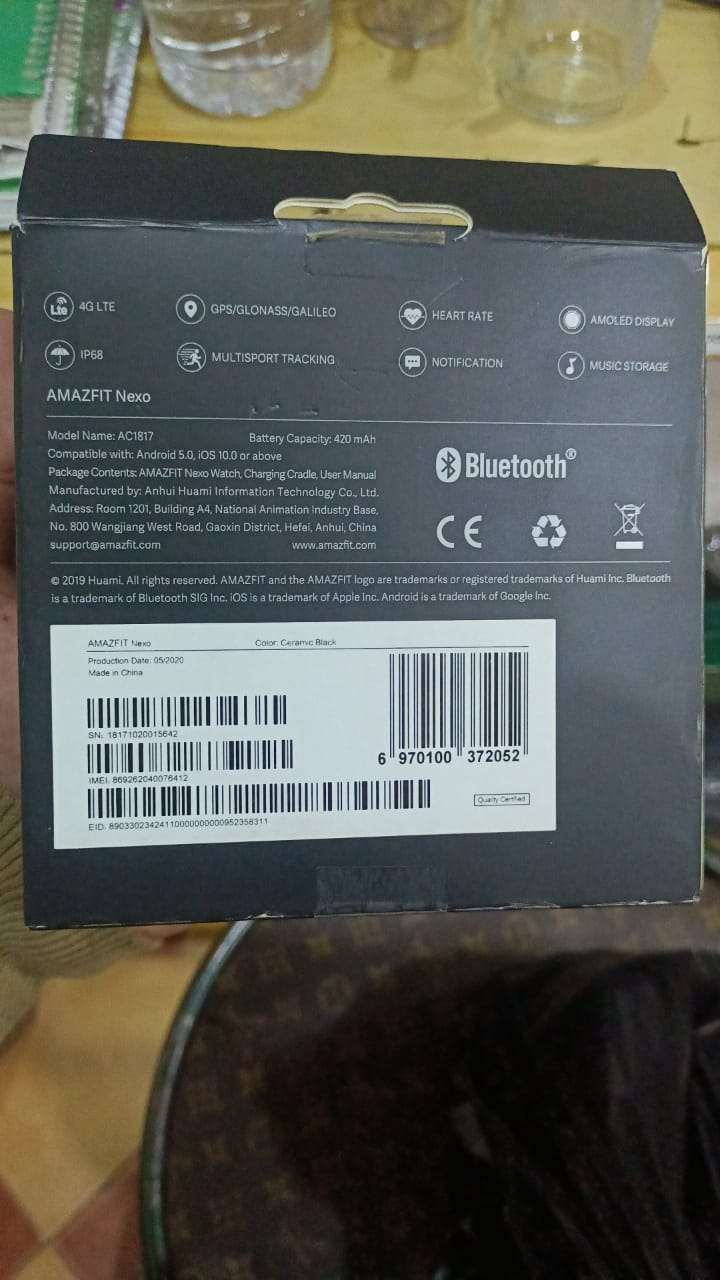 4G LTE GPS/GLONASS/GALILEO HEART RATE AMOLED DISPLAY
IP68 MULTISPORT TRACKING NOTIFICATION MUSIC STORAGE
AMAZFIT Nexo
Model Name: AC1817 Battery Capacity: 420 mAh
Compatible with: Android 5.0, iOS 10.0 or above
Package Contents: AMAZFIT Nexo Watch, Charging Cradle, User Manual
Manufactured by: Anhui Huami Information Technology Co., Ltd.
Address: Room 1201, Building A4, National Animation Industry Base,
No. 800 Wangjiang West Road, Gaoxin District, Hefei, Anhui, China
support@amazfit.com www.amazfit.com
Bluetooth®
CE
© 2019 Huami. All rights reserved. AMAZFIT and the AMAZFIT logo are trademarks or registered trademarks of Huami Inc. Bluetooth
is a trademark of Bluetooth SIG Inc. iOS is a trademark of Apple Inc. Android is a trademark of Google Inc.
AMAZFIT Nexo Color: Ceramic Black
Production Date: 05/2020
Made in China
SN: 18171020015642
6 970100 372052
IMEI: 869262040076412
Quality Certified
EID: 89033023424110000000000952358311